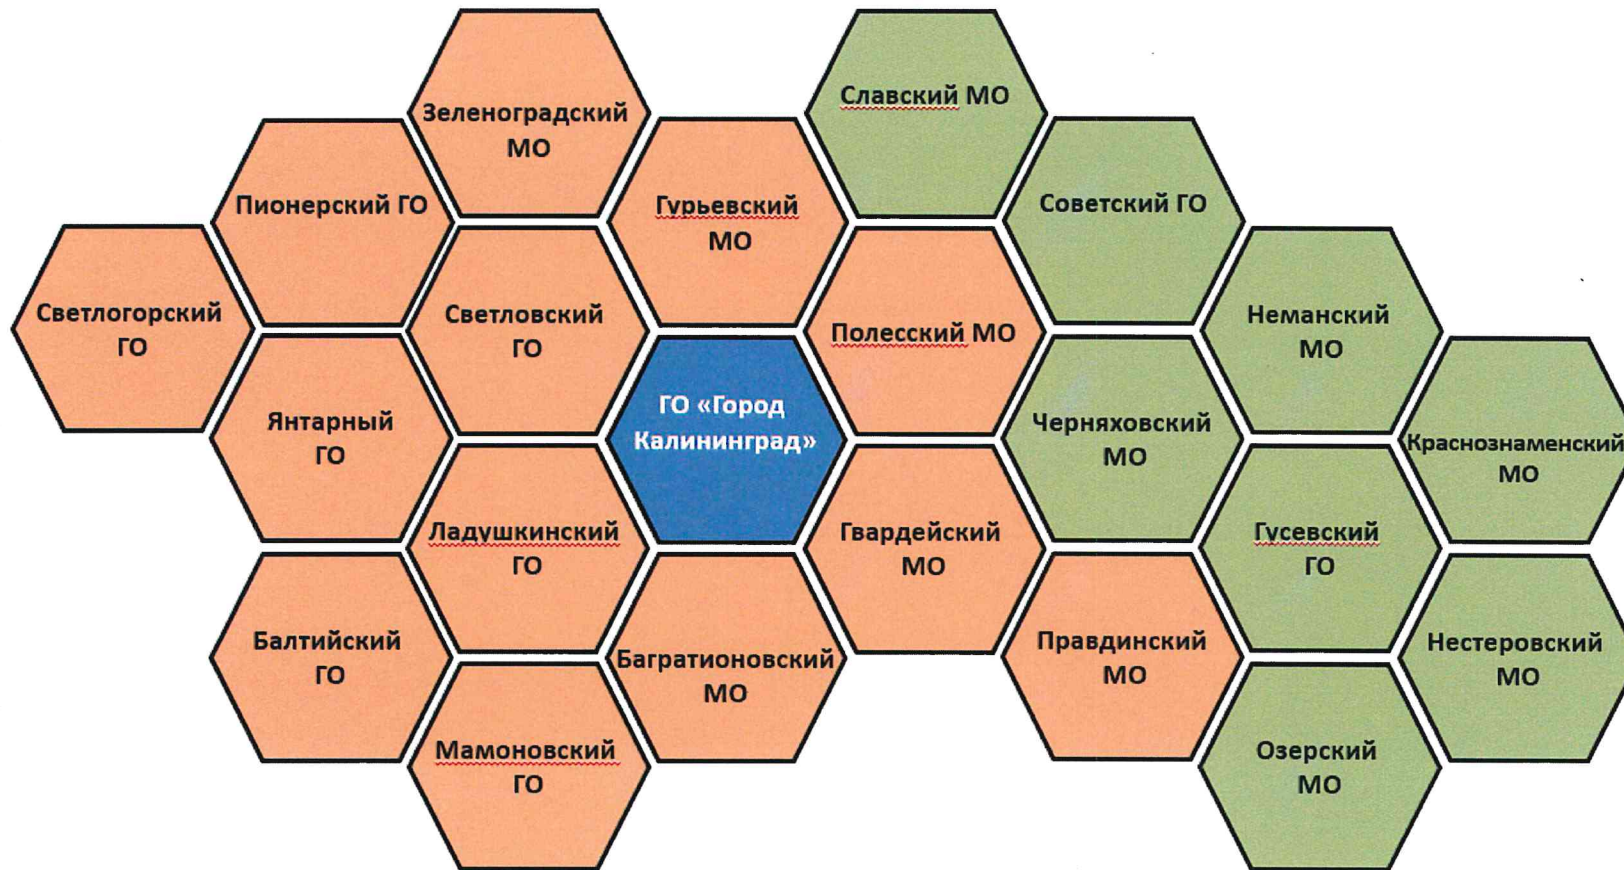 Славский МО
Зеленоградский
МО
Пионерский ГО
Гурьевский
МО
Советский ГО
Светлогорский
ГО
Светловский
ГО
Полесский МО
Неманский
МО
ГО «Город
Калининград»
Янтарный
ГО
Черняховский
МО
Краснознаменский
МО
Ладушкинский
ГО
Гвардейский
МО
Гусевский
ГО
Балтийский
ГО
Багратионовский
МО
Правдинский
МО
Нестеровский
МО
Мамоновский
ГО
Озерский
МО